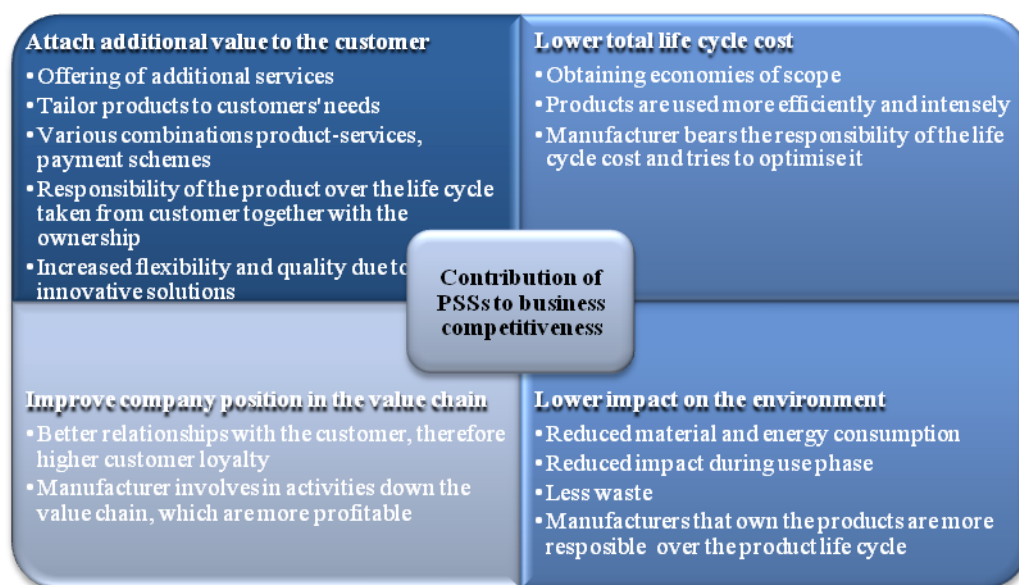 Attach additional value to the customer
• Offering of additional services
• Tailor products to customers' needs
• Various combinations product-services,
payment schemes
• Responsibility of the product over the life cycle
taken from customer together with the
ownership
• Increased flexibility and quality due to
innovative solutions
Lower total life cycle cost
• Obtaining economies of scope
• Products are used more efficiently and intensely
• Manufacturer bears the responsibility of the life
cycle cost and tries to optimise it
Contribution of
PSSs to business
competitiveness
Improve company position in the value chain
• Better relationships with the customer, therefore
higher customer loyalty
• Manufacturer involves in activities down the
value chain, which are more profitable
Lower impact on the environment
• Reduced material and energy consumption
• Reduced impact during use phase
• Less waste
• Manufacturers that own the products are more
resposible over the product life cycle